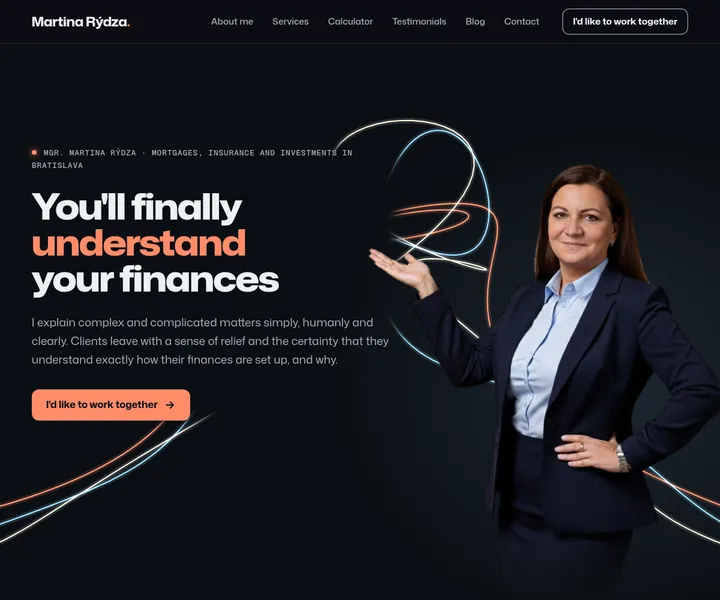 Martina Rýdza.
About me
Services
Calculator
Testimonials
Blog
Contact
I'd like to work together
MGR. MARTINA RÝDZA · MORTGAGES, INSURANCE AND INVESTMENTS IN
BRATISLAVA
You'll finally
understand
your finances
I explain complex and complicated matters simply, humanly and
clearly. Clients leave with a sense of relief and the certainty that they
understand exactly how their finances are set up, and why.
I'd like to work together →